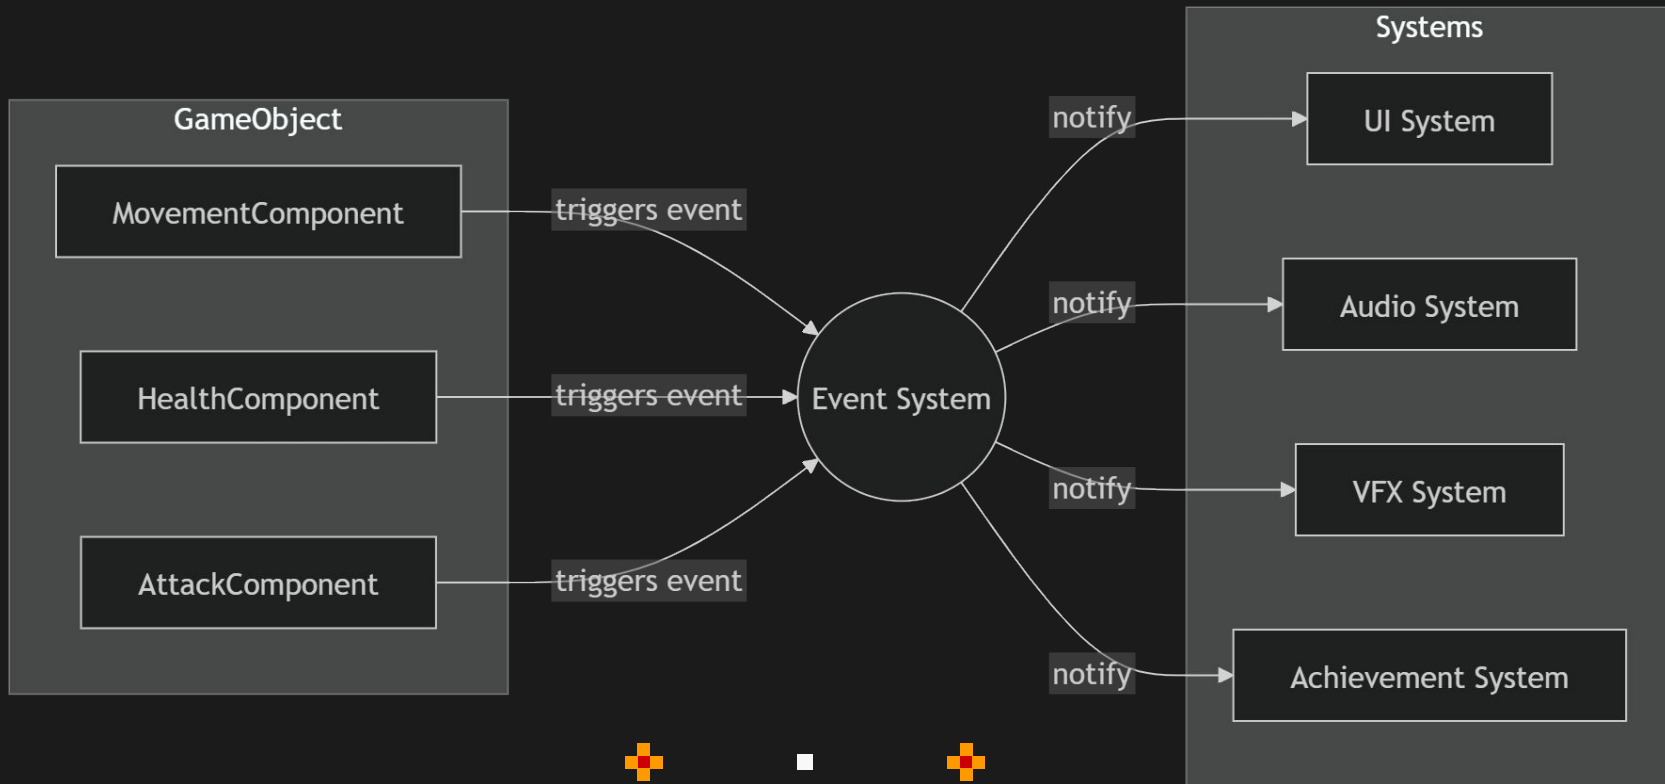 GameObject
MovementComponent
HealthComponent
AttackComponent
triggers event
triggers event
triggers event
Event System
notify
notify
notify
notify
Systems
UI System
Audio System
VFX System
Achievement System